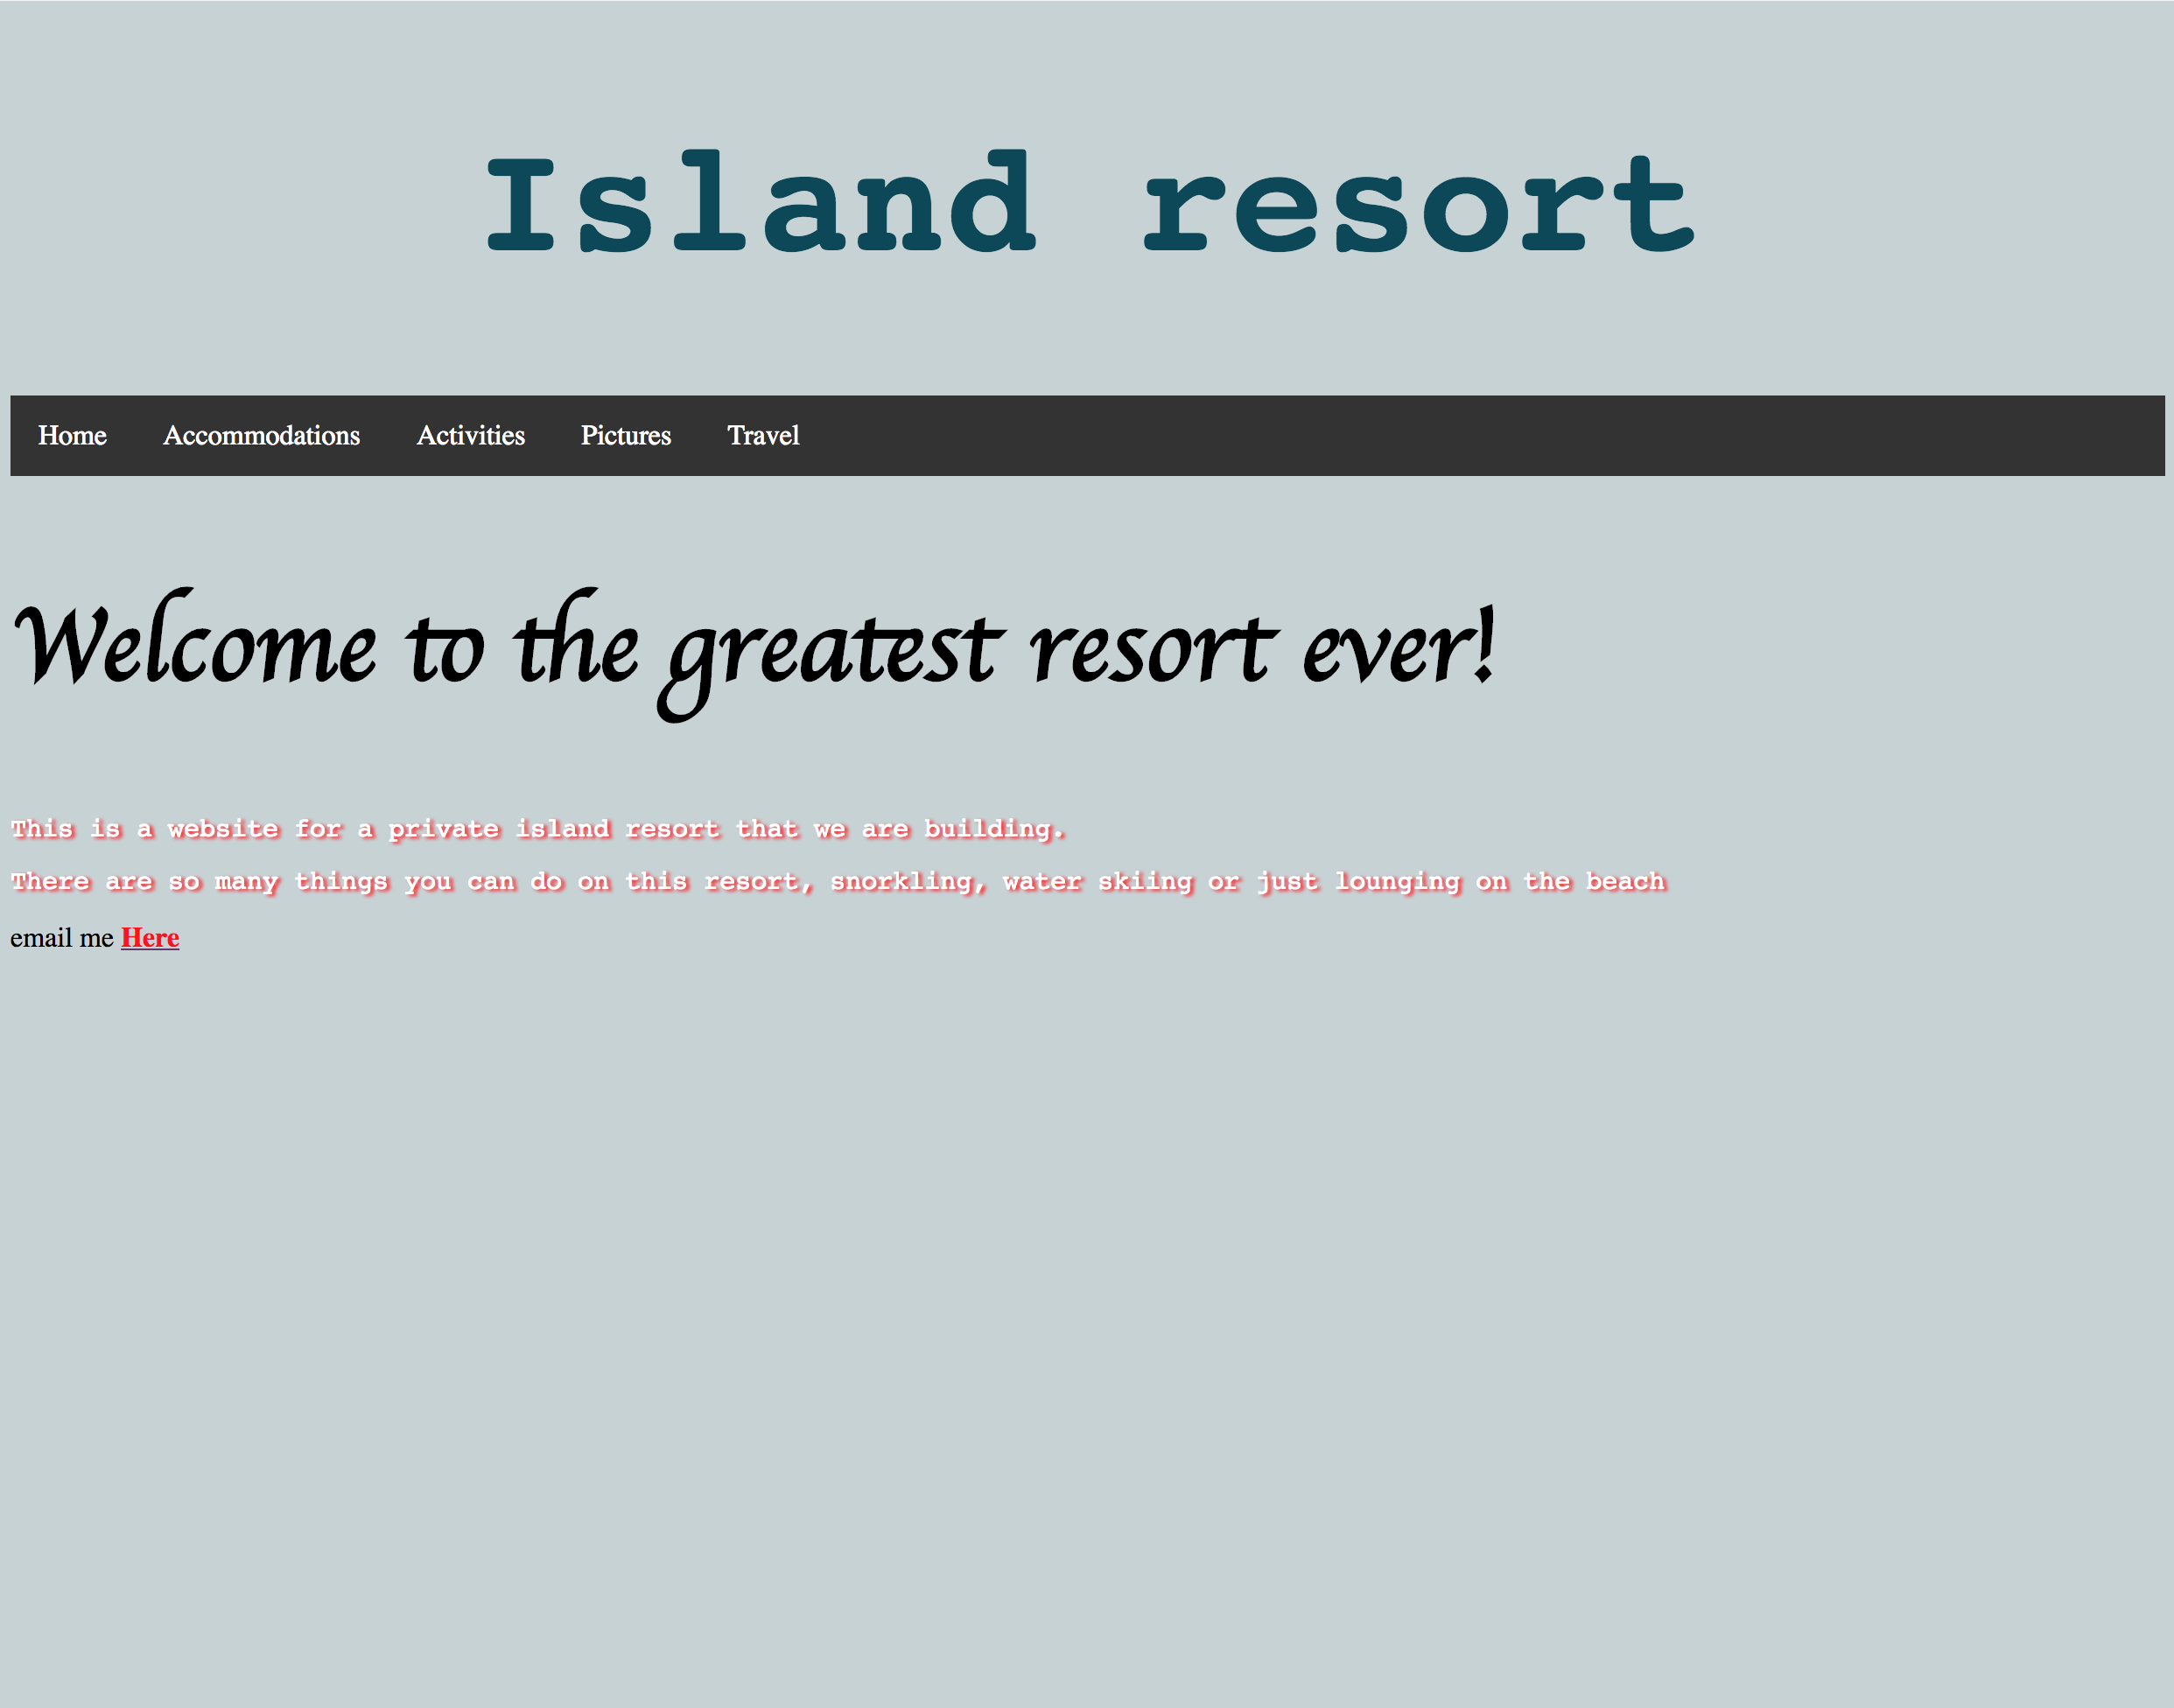 Island resort
Home Accommodations Activities Pictures Travel
Welcome to the greatest resort ever!
This is a website for a private island resort that we are building.
There are so many things you can do on this resort, snorkling, water skiing or just lounging on the beach
email me Here